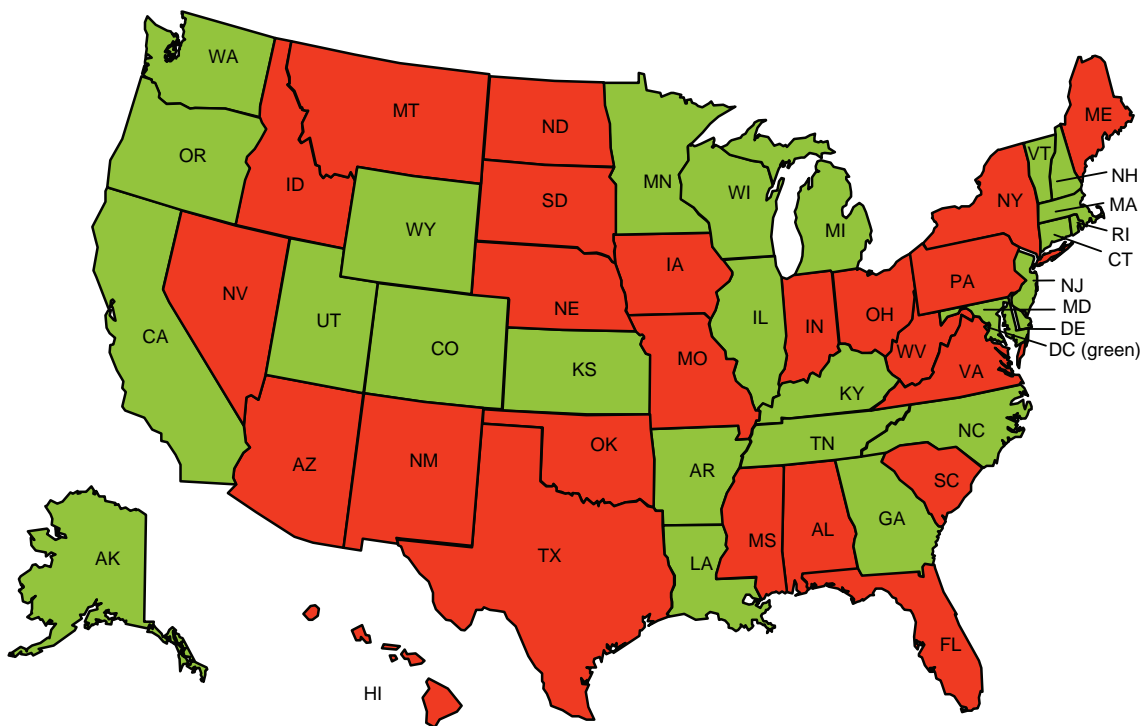 WA
MT
ND
ME
OR
ID
MN
VT
NH
SD
WI
NY
MA
WY
MI
RI
CT
IA
PA
NJ
NV
NE
MD
UT
IL
IN
OH
DE
CA
CO
WV
DC (green)
MO
KS
VA
KY
NC
TN
OK
AZ
NM
AR
SC
GA
AL
MS
TX
AK
LA
FL
HI